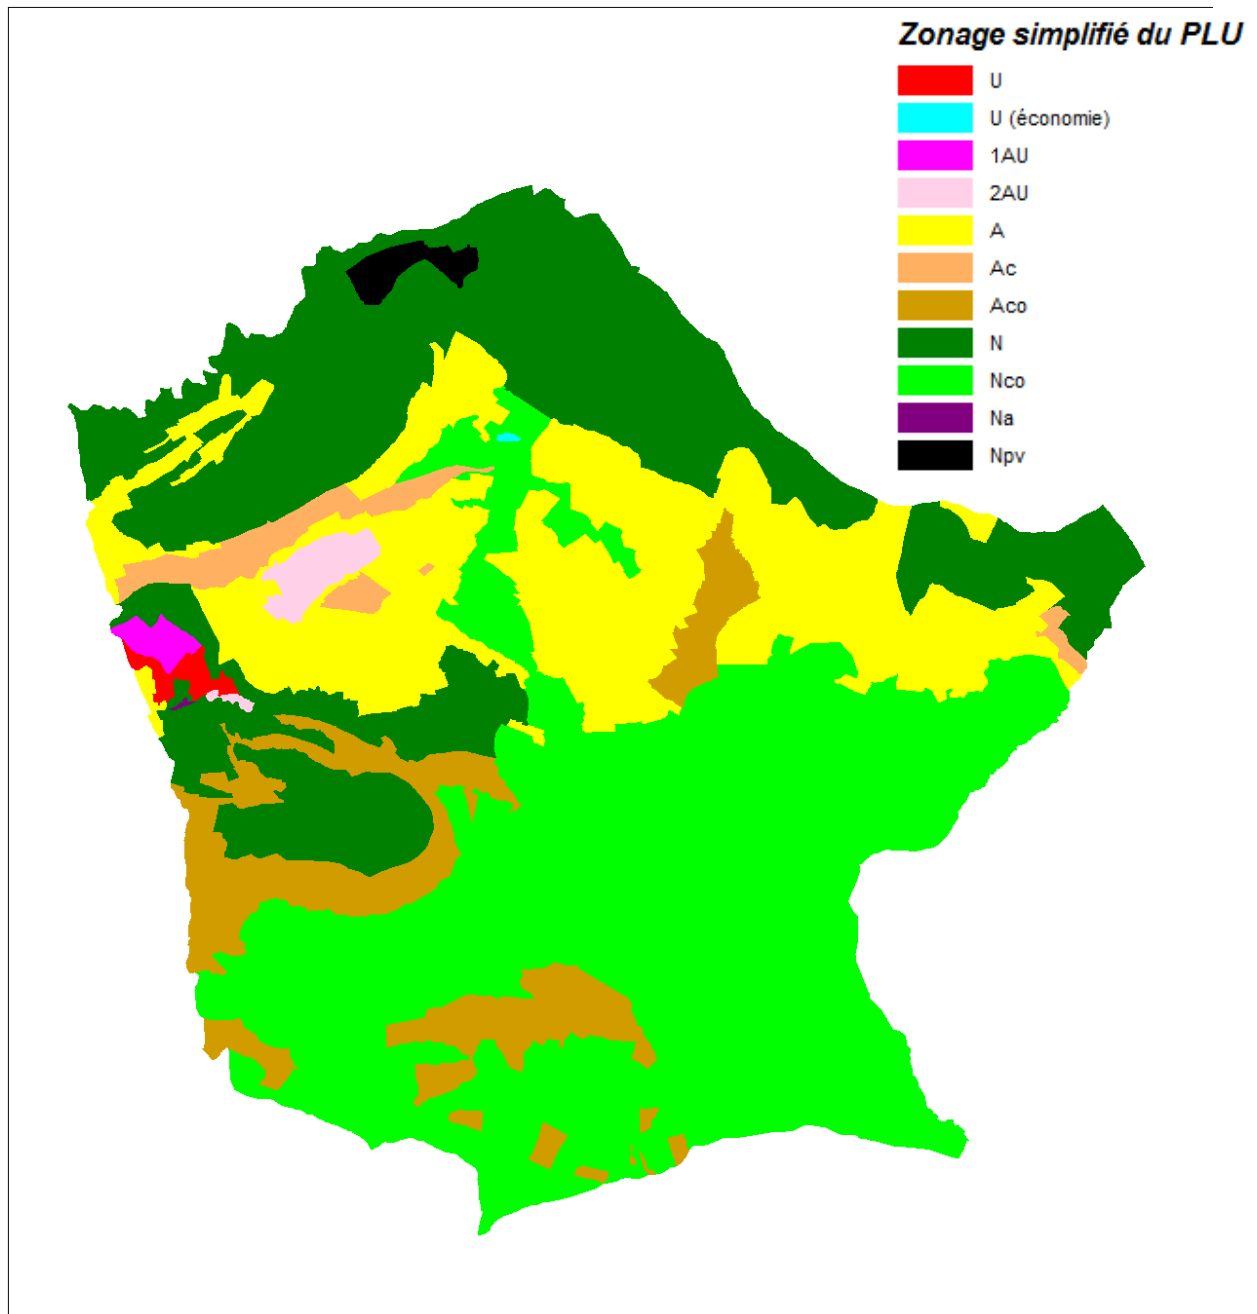 Zonage simplifié du PLU
U
U (économie)
1AU
2AU
A
Ac
Aco
N
Nco
Na
Npv